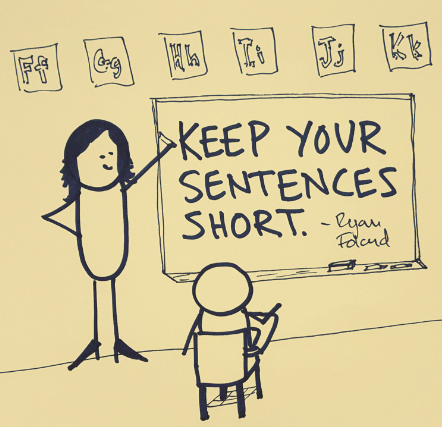 Ff Gg Hh Ii Jj Kk
KEEP YOUR
SENTENCES
SHORT. - Ryan
Foland